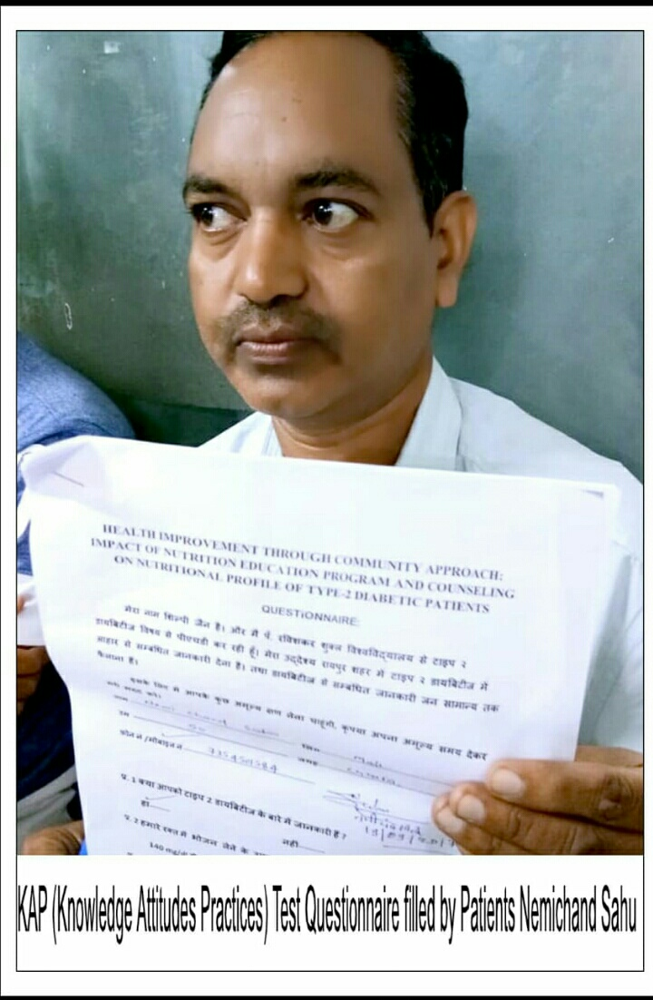 HEALTH IMPROVEMENT THROUGH COMMUNITY APPROACH:
IMPACT OF NUTRITION EDUCATION PROGRAM AND COUNSELING
ON NUTRITIONAL PROFILE OF TYPE-2 DIABETIC PATIENTS
QUESTIONNAIRE:
मेरा नाम शिल्पी जैन है। और मैं पं. रविशंकर शुक्ल विश्वविद्यालय से टाइप २
डायबिटीज विषय से पीएचडी कर रही हूँ। मेरा उद्देश्य रायपुर शहर में टाइप २ डायबिटीज में
आहार से सम्बंधित जानकारी देना है। तथा डायबिटीज से सम्बंधित जानकारी जन सामान्य तक
फैलाना है।
इसके लिए मैं आपके कुछ अमूल्य क्षण लेना चाहूंगी, कृपया अपना अमूल्य समय देकर
नाम
उम्र
फोन नं/मोबाइल नं
प्र. 1 क्या आपको टाइप 2 डायबिटीज के बारे में जानकारी है?
हा नहीं
प्र. 2 हमारे रक्त में भोजन लेने के
140
KAP (Knowledge Attitudes Practices) Test Questionnaire filled by Patients Nemichand Sahu